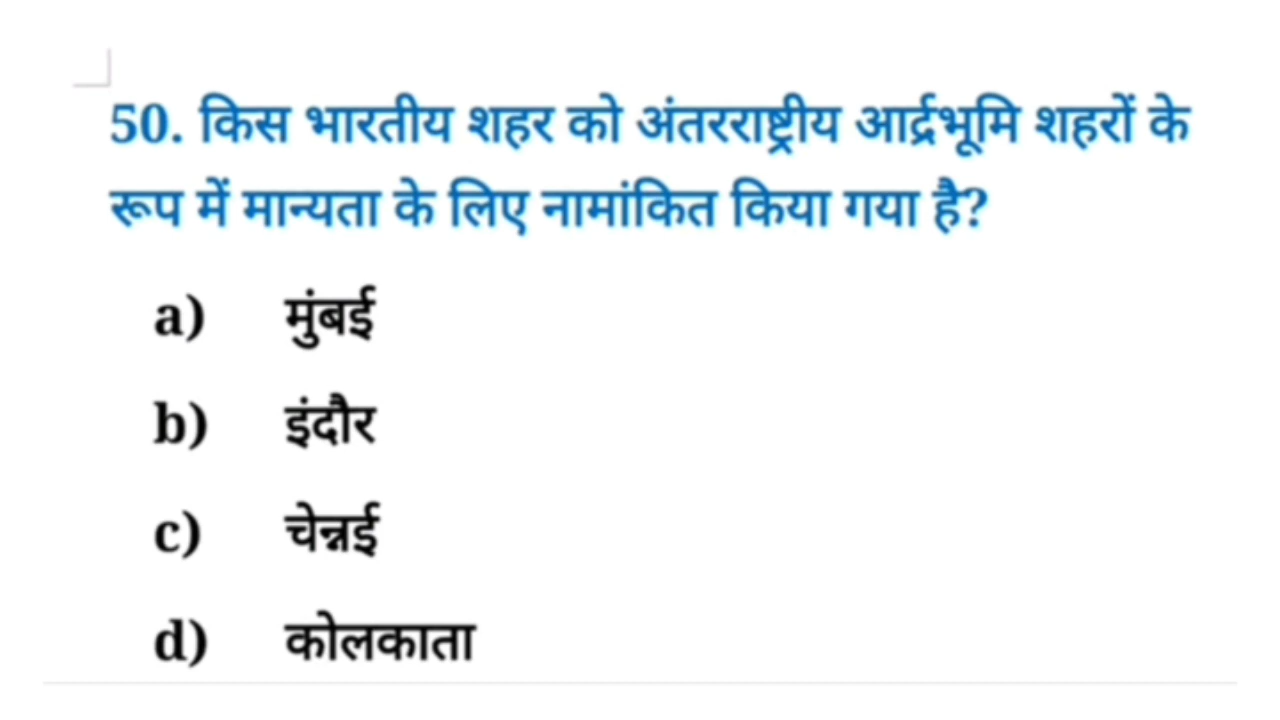 50. किस भारतीय शहर को अंतरराष्ट्रीय आर्द्रभूमि शहरों के
रूप में मान्यता के लिए नामांकित किया गया है?
a) मुंबई
b) इंदौर
c) चेन्नई
d) कोलकाता